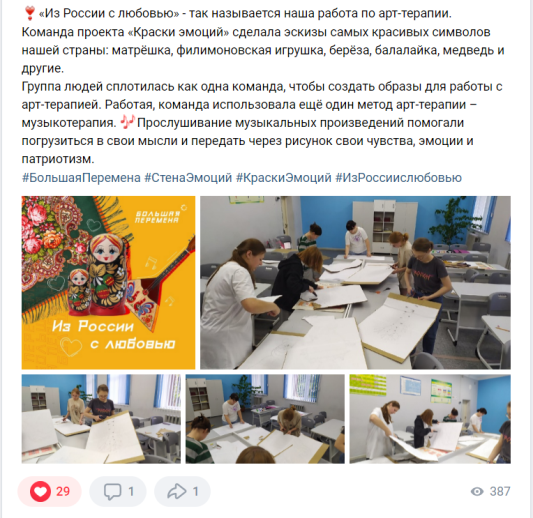 ❣️«Из России с любовью» - так называется наша работа по арт-терапии.
Команда проекта «Краски эмоций» сделала эскизы самых красивых символов
нашей страны: матрёшка, филимоновская игрушка, берёза, балалайка, медведь и
другие.
Группа людей сплотилась как одна команда, чтобы создать образы для работы с
арт-терапией. Работая, команда использовала ещё один метод арт-терапии –
музыкотерапия. 🎶Прослушивание музыкальных произведений помогали
погрузиться в свои мысли и передать через рисунок свои чувства, эмоции и
патриотизм.
#БольшаяПеремена #СтенаЭмоций #КраскиЭмоций #ИзРоссиислюбовью
БОЛЬШАЯ
ПЕРЕМЕНА
Из России
с любовью
29
1
1
387